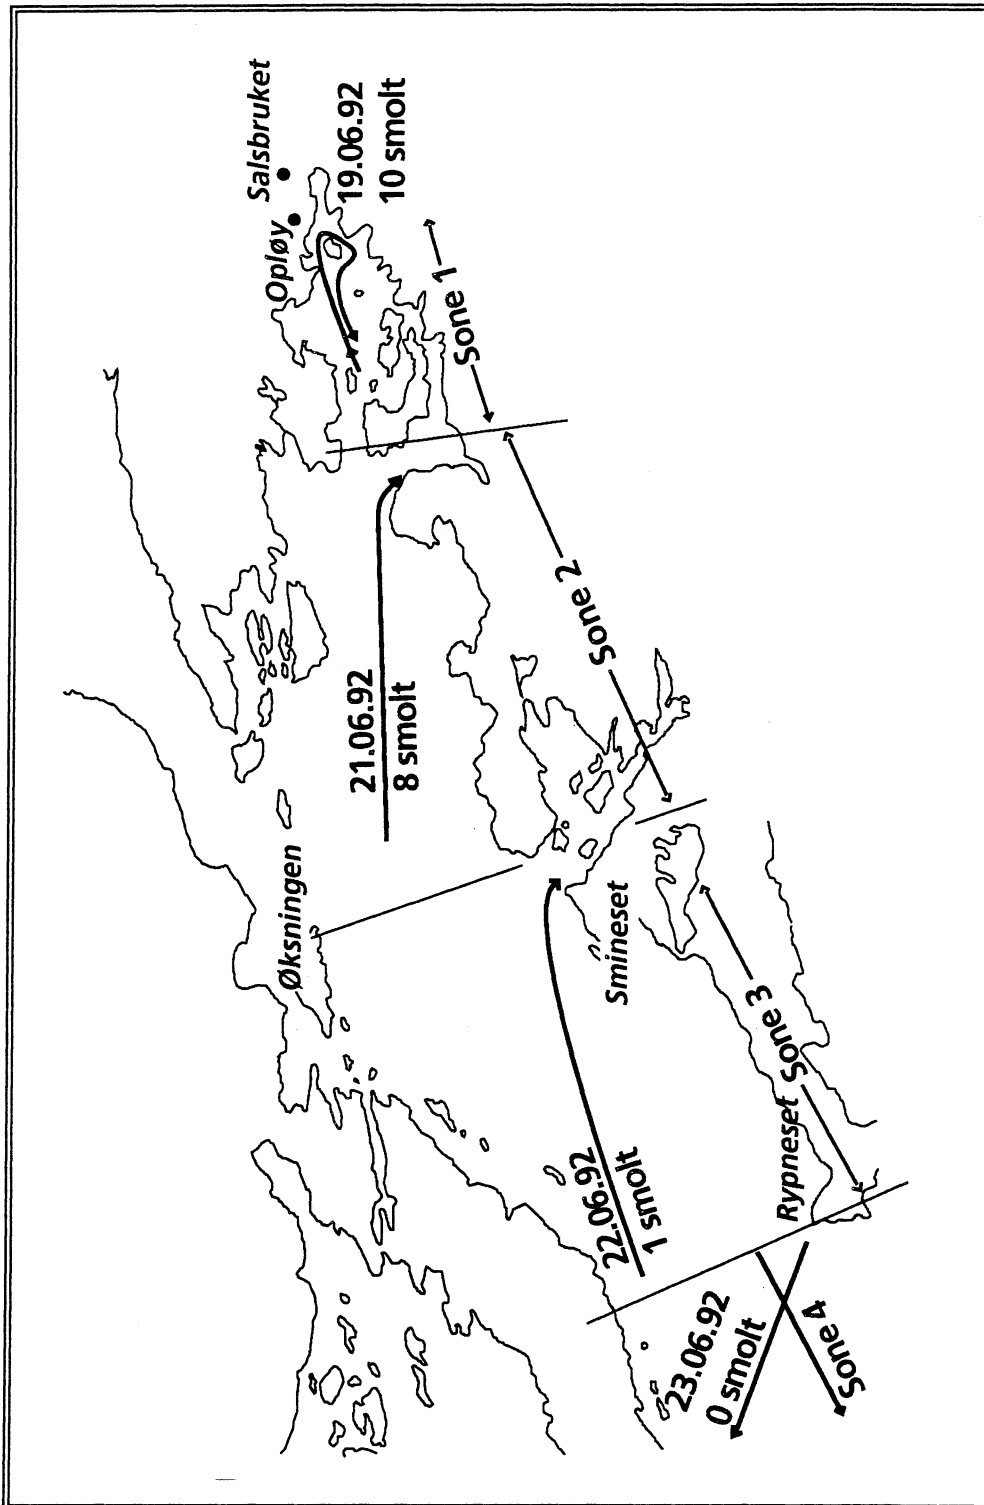 Salsbruket
Opløy
19.06.92
10 smolt
Sone 1
21.06.92
8 smolt
Sone 2
Øksningen
Smineset
22.06.92
1 smolt
Sone 3
Rypneset
23.06.92
0 smolt
Sone 4